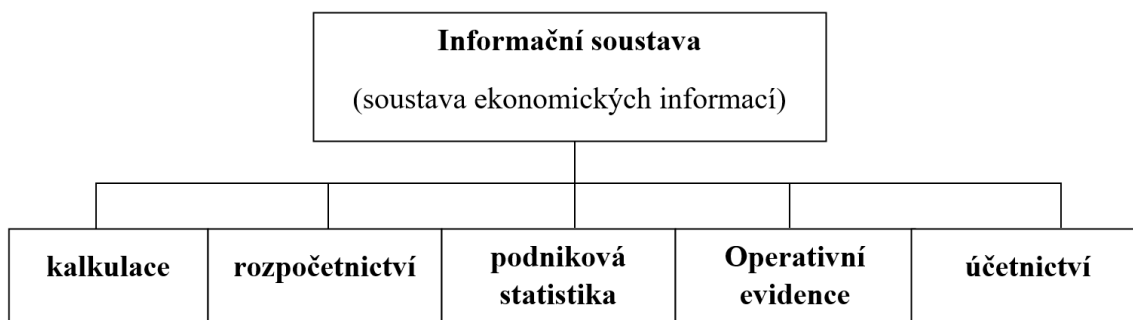 Informační soustava
(soustava ekonomických informací)
kalkulace
rozpočetnictví
podniková
statistika
Operativní
evidence
účetnictví